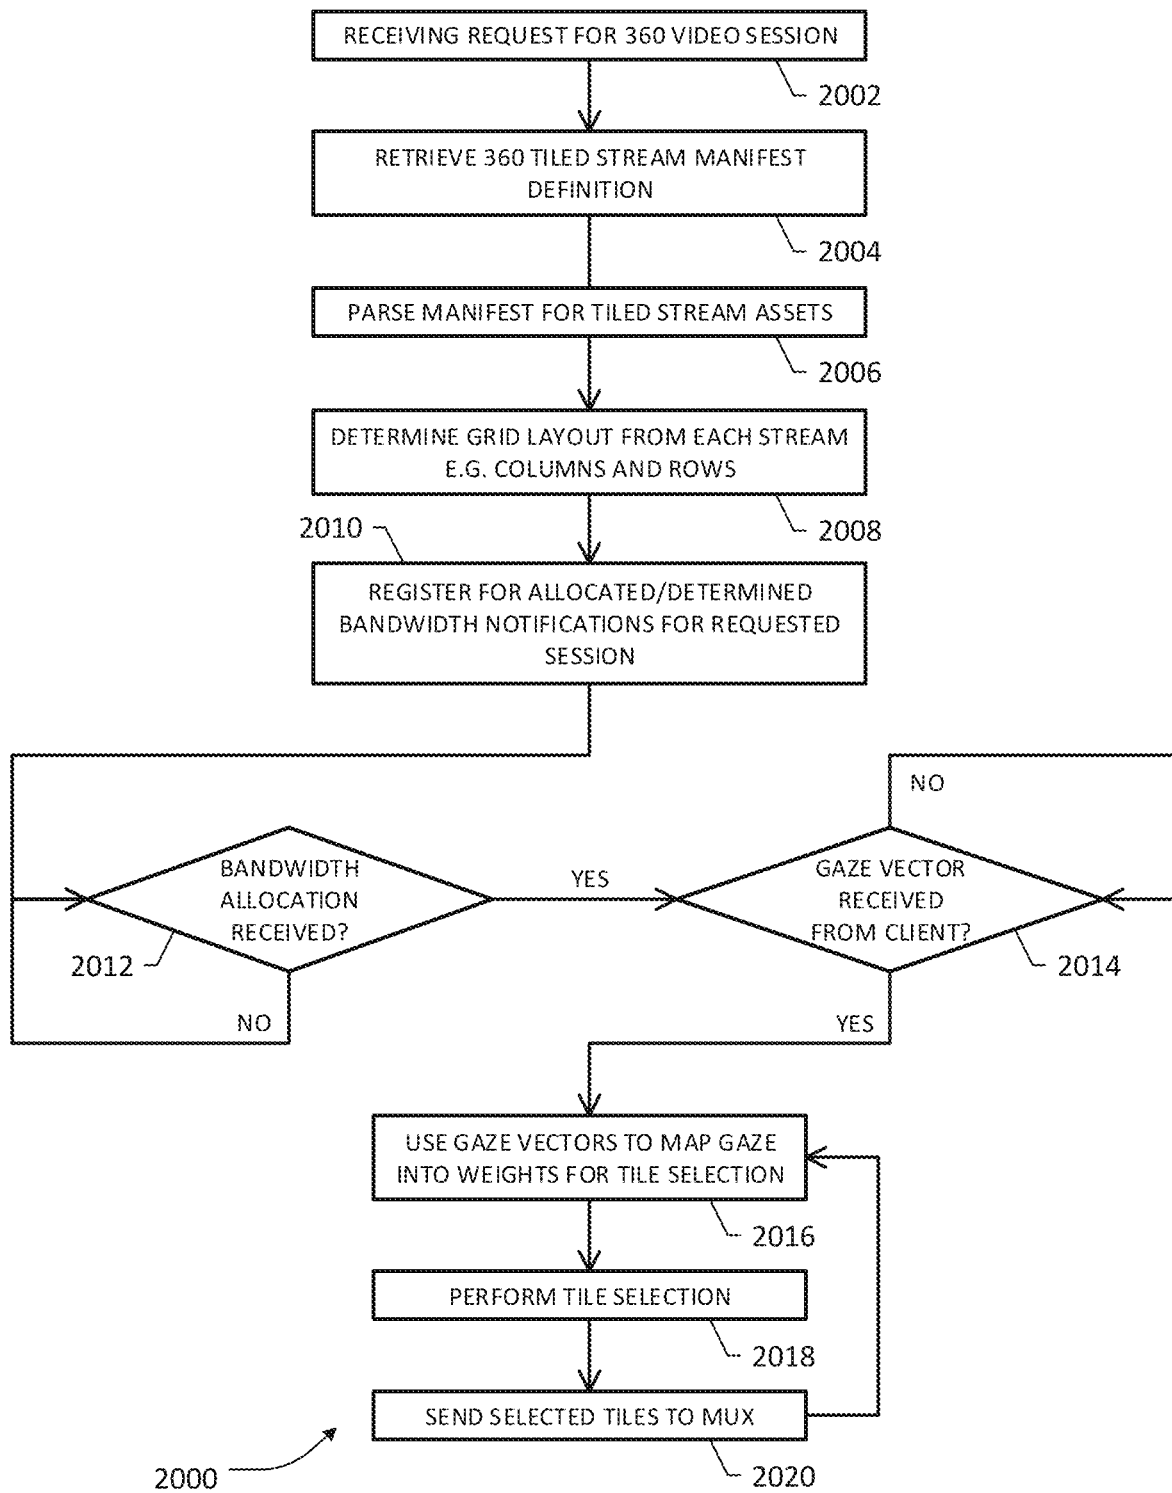 RECEIVING REQUEST FOR 360 VIDEO SESSION
2002
RETRIEVE 360 TILED STREAM MANIFEST
DEFINITION
2004
PARSE MANIFEST FOR TILED STREAM ASSETS
2006
DETERMINE GRID LAYOUT FROM EACH STREAM
E.G. COLUMNS AND ROWS
2008
2010
REGISTER FOR ALLOCATED/DETERMINED
BANDWIDTH NOTIFICATIONS FOR REQUESTED
SESSION
BANDWIDTH
ALLOCATION
RECEIVED?
2012
NO
YES
NO
GAZE VECTOR
RECEIVED
FROM CLIENT?
2014
YES
USE GAZE VECTORS TO MAP GAZE
INTO WEIGHTS FOR TILE SELECTION
2016
PERFORM TILE SELECTION
2018
SEND SELECTED TILES TO MUX
2020
2000